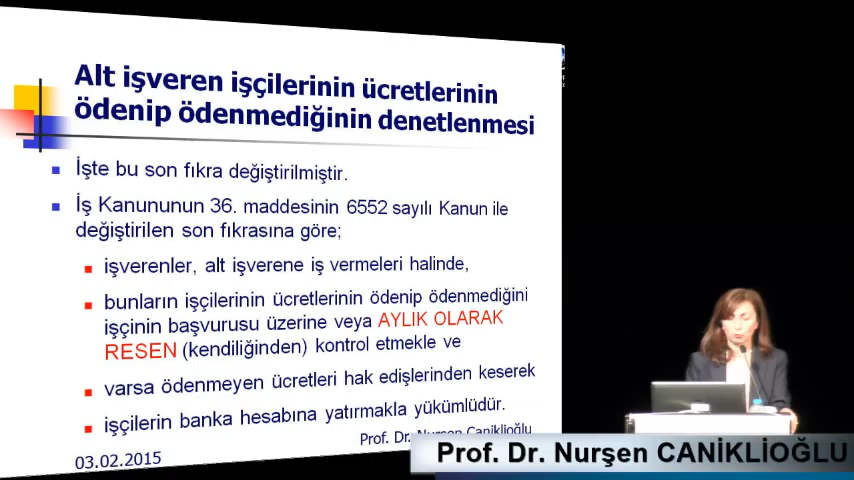 Alt işveren işçilerinin ücretlerinin
ödenip ödenmediğinin denetlenmesi
İşte bu son fıkra değiştirilmiştir.
İş Kanununun 36. maddesinin 6552 sayılı Kanun ile
değiştirilen son fıkrasına göre;
işverenler, alt işverene iş vermeleri halinde,
bunların işçilerinin ücretlerinin ödenip ödenmediğini
işçinin başvurusu üzerine veya AYLIK OLARAK
RESEN (kendiliğinden) kontrol etmekle ve
varsa ödenmeyen ücretleri hak edişlerinden keserek
işçilerin banka hesabına yatırmakla yükümlüdür.
Prof. Dr. Nurşen Caniklioğlu
03.02.2015
Prof. Dr. Nurşen CANİKLİOĞLU